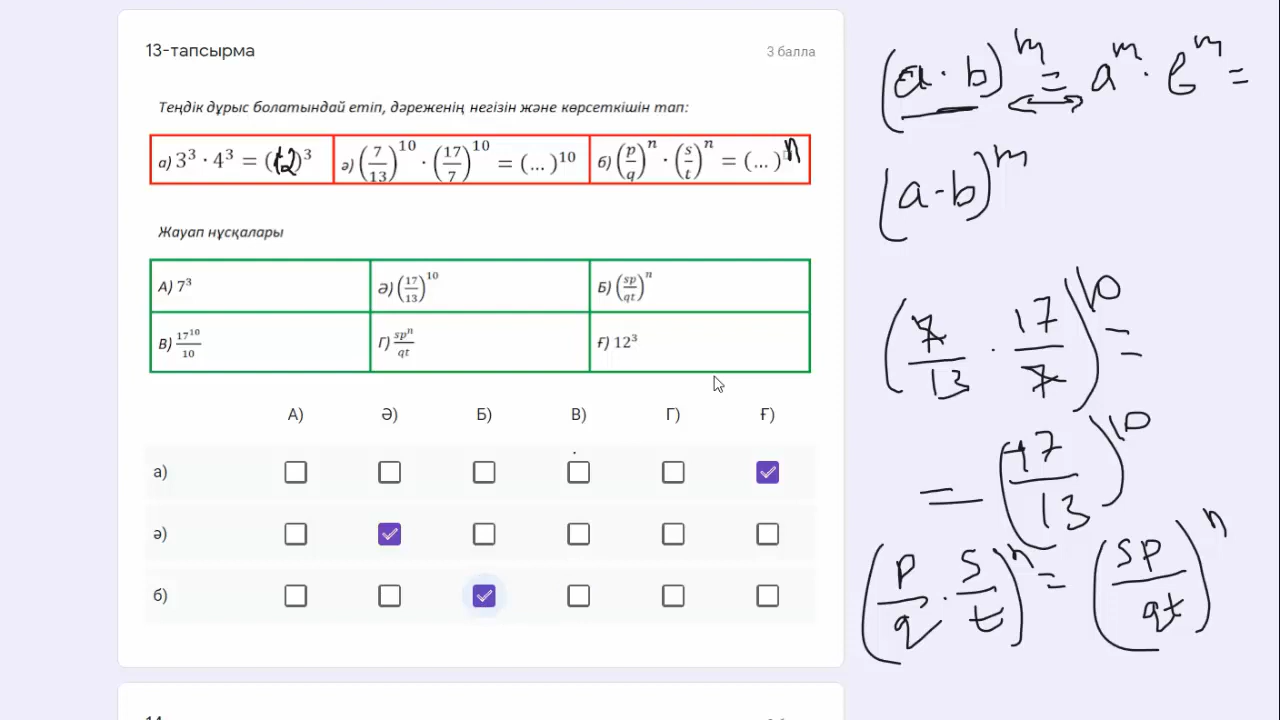 13-тапсырма
3 балла
Теңдік дұрыс болатындай етіп, дәреженің негізін және көрсеткішін тап:
а) 3³ · 4³ = (12)³
ә) (7/13)¹⁰ · (17/7)¹⁰ = (...)¹⁰
б) (p/q)ⁿ · (s/t)ⁿ = (...)ⁿ
Жауап нұсқалары
А) 7³
Ә) (17/13)¹⁰
Б) (sp/qt)ⁿ
В) 17¹⁰/10
Г) spⁿ/qt
Ғ) 12³
А) Ә) Б) В) Г) Ғ)
а)
ә)
б)
(a · b)ᵐ = aᵐ · bᵐ =
(a · b)ᵐ
(7/13 · 17/7)¹⁰ =
= (17/13)¹⁰
(p/q · s/t)ⁿ = (sp/qt)ⁿ